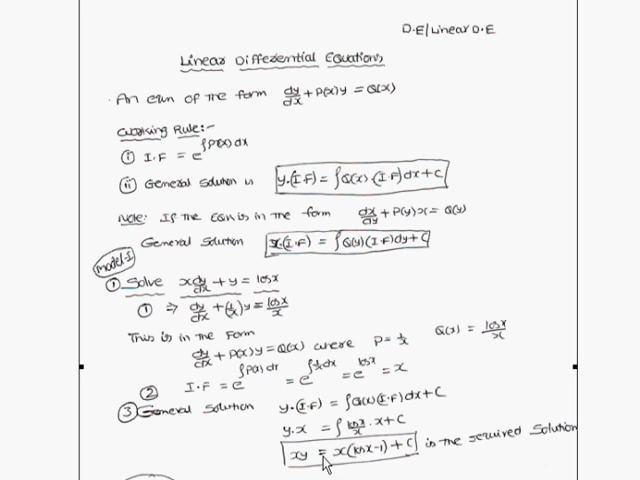 D.E/Linear D.E
Linear Differential Equations
An eqn of the form dy/dx + P(x)y = Q(x)
Working Rule:-
(i) I.F = e^∫P(x)dx
(ii) General Solution is y.(I.F) = ∫Q(x).(I.F)dx+C
Note: If the Eqn is in the form dx/dy + P(y)x = Q(y)
General Solution x.(I.F) = ∫Q(y)(I.F)dy+C
Model-I
① Solve xdy/dx + y = logx
① ⇒ dy/dx + (1/x)y = logx/x
This is in the form
dy/dx + P(x)y = Q(x) where P = 1/x Q(x) = logx/x
② I.F = e^∫P(x)dx = e^∫1/x dx = e^logx = x
③ General Solution y.(I.F) = ∫Q(x)(I.F)dx+C
y.x = ∫logx/x . x + C
xy = x(logx-1)+C is the required Solution